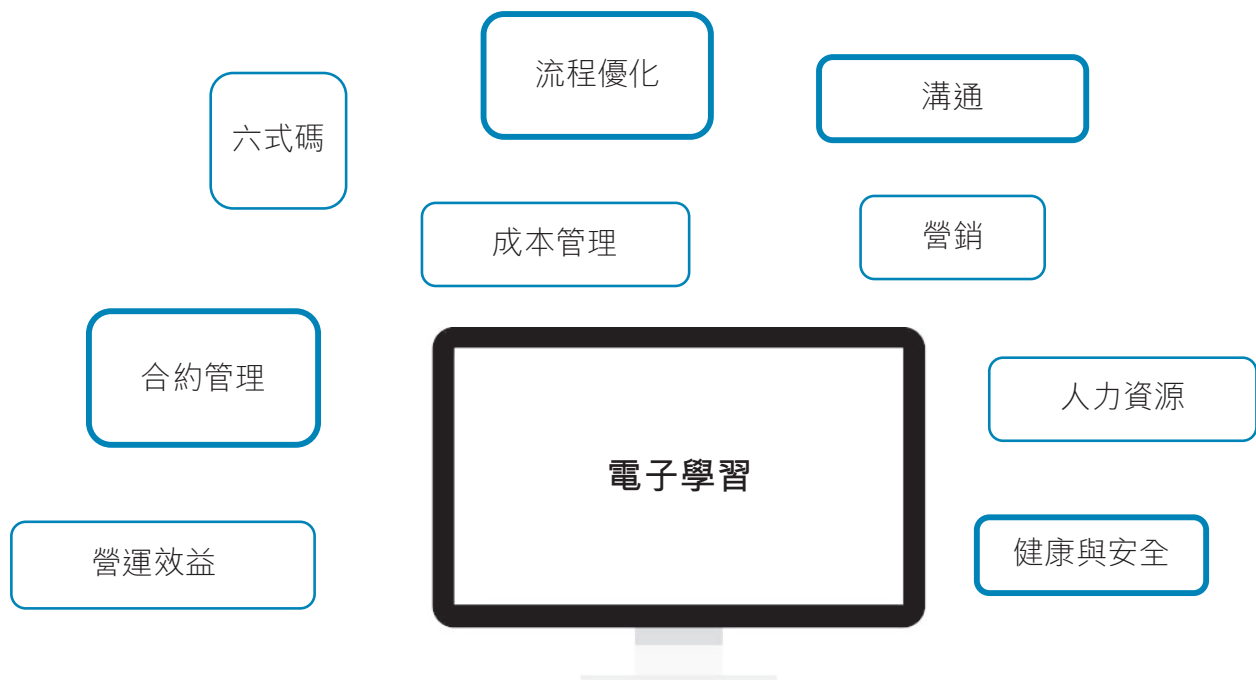 流程優化
溝通
六式碼
成本管理
營銷
合約管理
人力資源
電子學習
營運效益
健康與安全